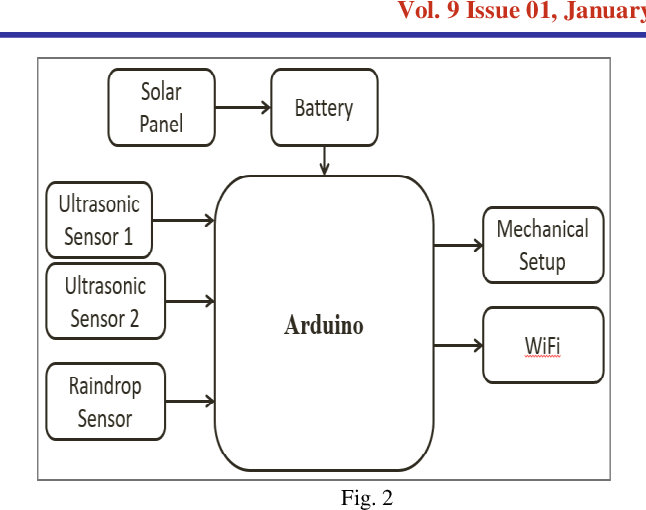 Vol. 9 Issue 01, January
Solar
Panel
Battery
Ultrasonic
Sensor 1
Ultrasonic
Sensor 2
Raindrop
Sensor
Arduino
Mechanical
Setup
WiFi
Fig. 2